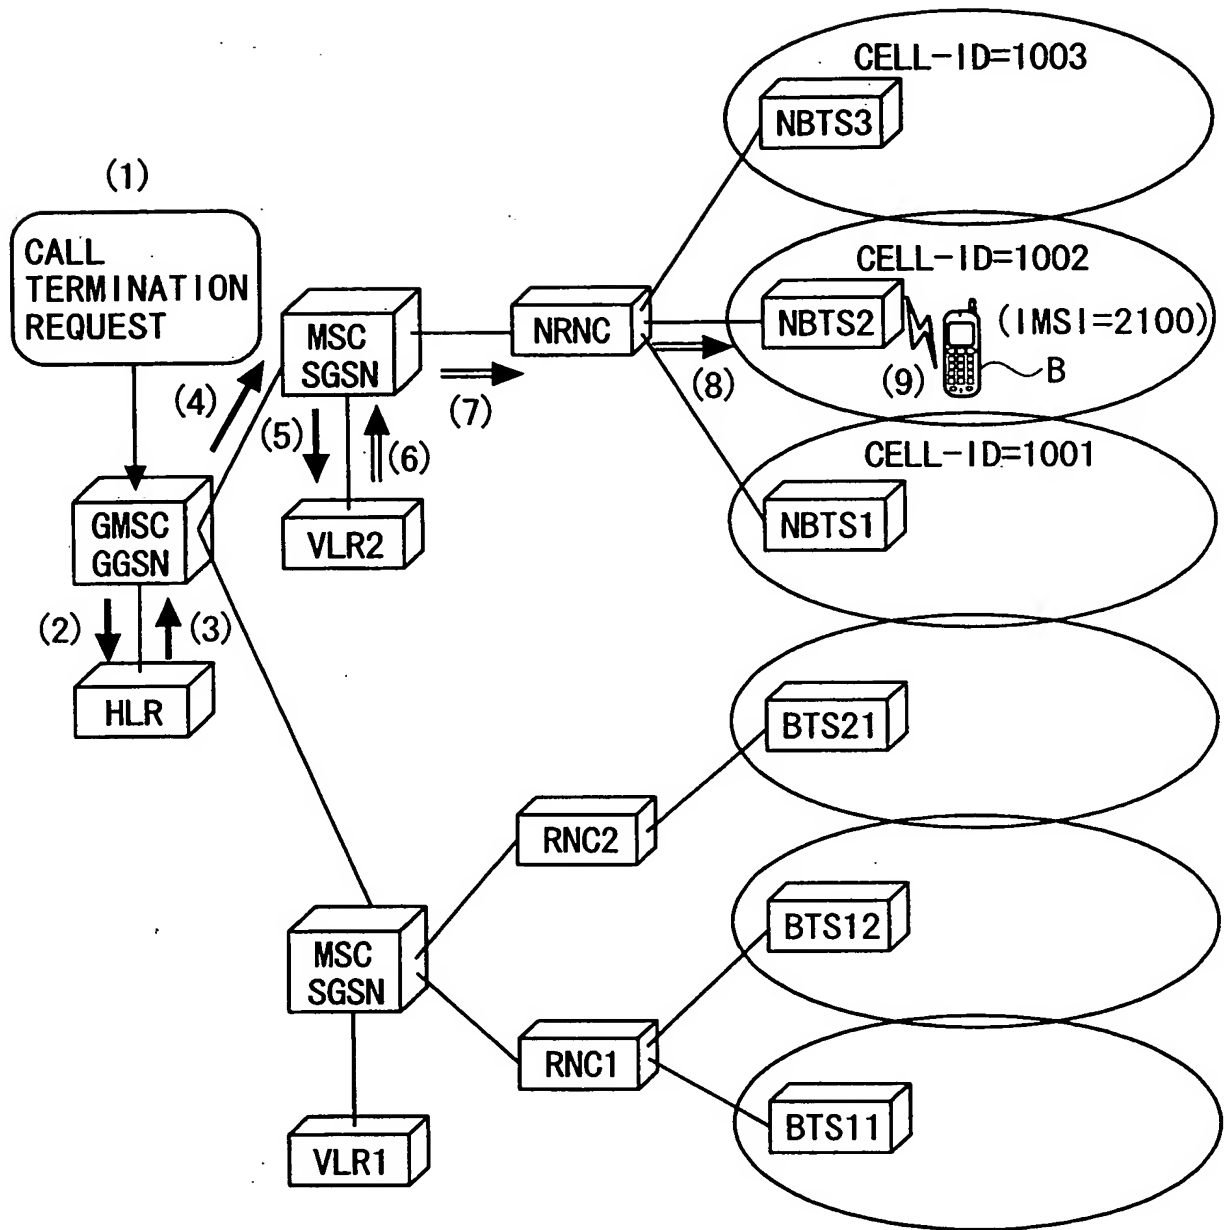 CELL-ID=1003
NBTS3
(1)
CALL
TERMINATION
REQUEST
CELL-ID=1002
MSC
SGSN
NRNC
NBTS2
(IMSI=2100)
(4)
(5)
(6)
(7)
(8)
(9)
B
CELL-ID=1001
GMSC
GGSN
VLR2
NBTS1
(2)
(3)
HLR
BTS21
RNC2
MSC
SGSN
BTS12
RNC1
VLR1
BTS11